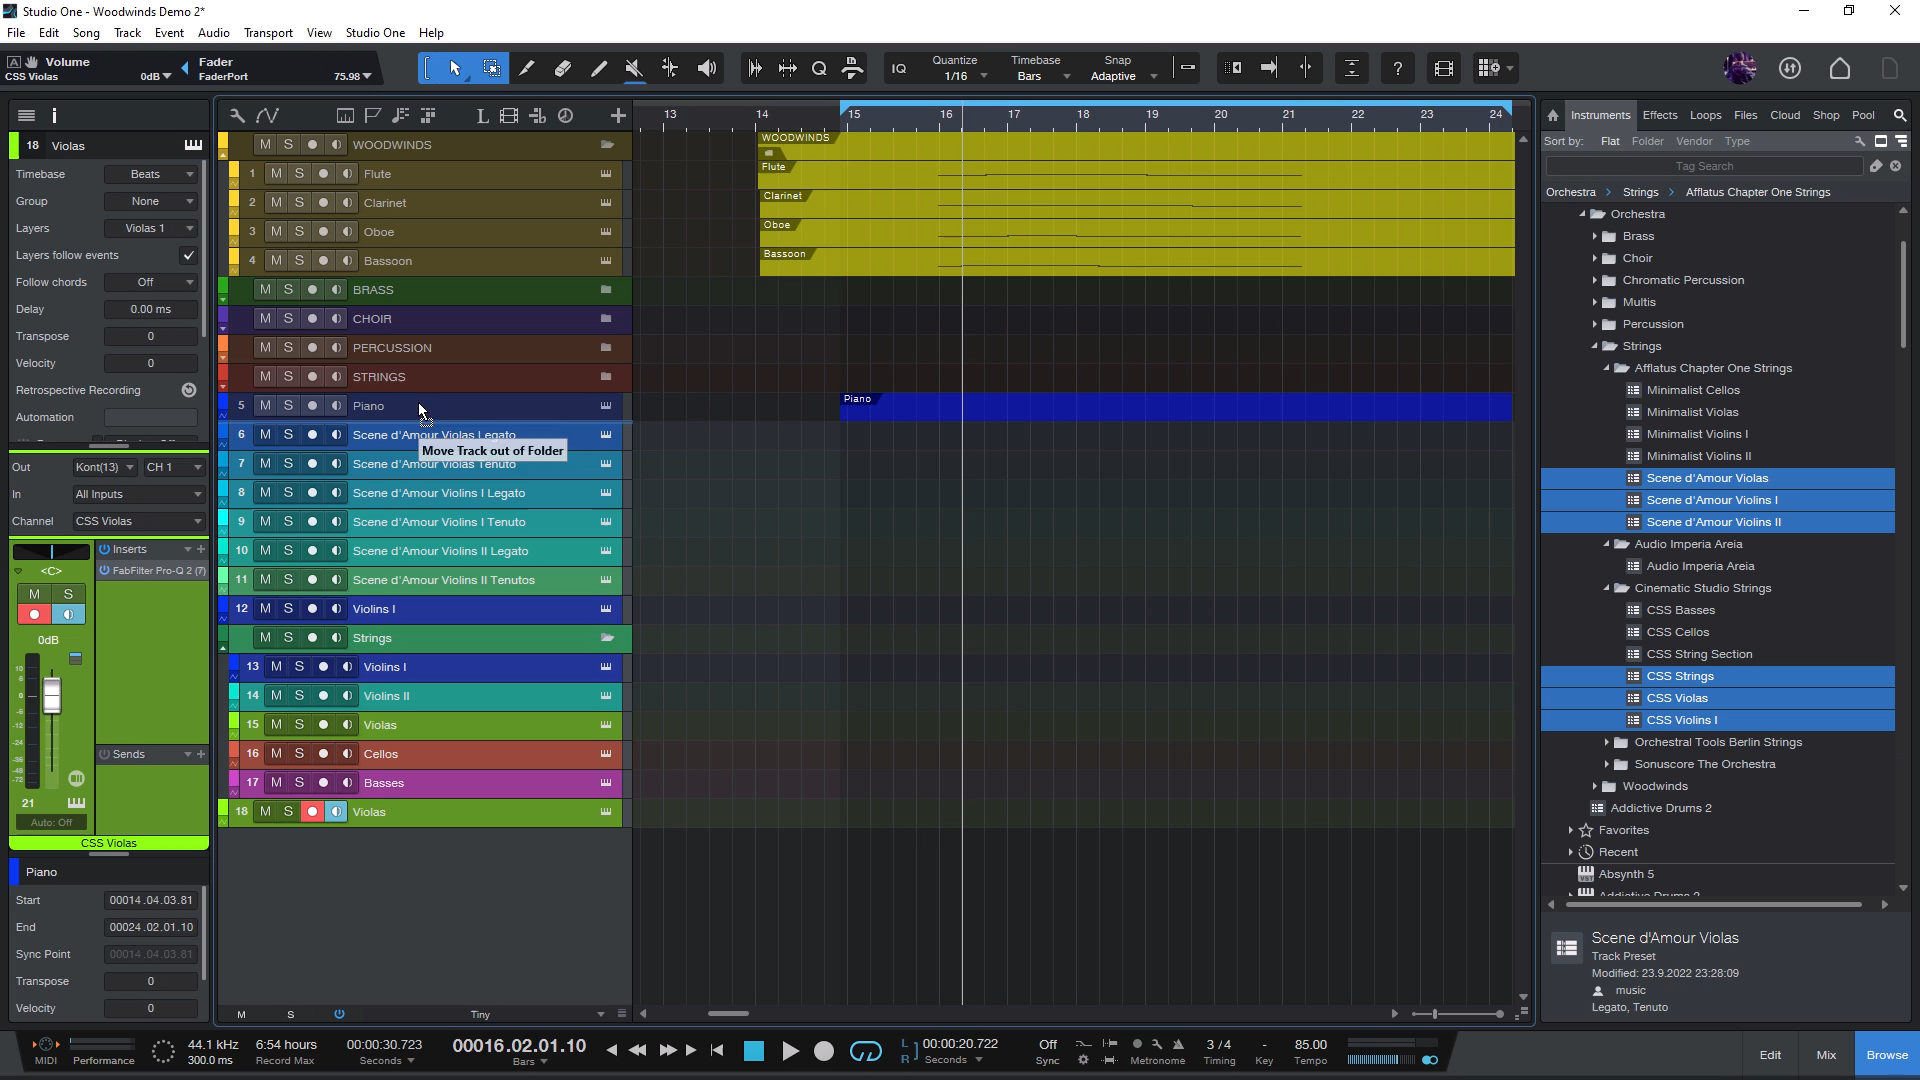 Studio One - Woodwinds Demo 2*
File Edit Song Track Event Audio Transport View Studio One Help
A Volume
CSS Violas 0dB
Fader
FaderPort 75.98
IQ
Quantize
1/16
Timebase
Bars
Snap
Adaptive
?
18 Violas
Timebase Beats
Group None
Layers Violas 1
Layers follow events
Follow chords Off
Delay 0.00 ms
Transpose 0
Velocity 0
Retrospective Recording
Automation
Out Kont(13) CH 1
In All Inputs
Channel CSS Violas
Inserts
<C> FabFilter Pro-Q 2 (7)
M S
0dB
10
6
0
-6
-12
-24
-36
-48
-72
Sends
21
Auto: Off
CSS Violas
Piano
Start 00014.04.03.81
End 00024.02.01.10
Sync Point 00014.04.03.81
Transpose 0
Velocity 0
L
M S WOODWINDS
1 M S Flute
2 M S Clarinet
3 M S Oboe
4 M S Bassoon
M S BRASS
M S CHOIR
M S PERCUSSION
M S STRINGS
5 M S Piano
6 M S Scene d'Amour Violas Legato
Move Track out of Folder
7 M S Scene d'Amour Violas Tenuto
8 M S Scene d'Amour Violins I Legato
9 M S Scene d'Amour Violins I Tenuto
10 M S Scene d'Amour Violins II Legato
11 M S Scene d'Amour Violins II Tenutos
12 M S Violins I
M S Strings
13 M S Violins I
14 M S Violins II
15 M S Violas
16 M S Cellos
17 M S Basses
18 M S Violas
M S Tiny
13 14 15 16 17 18 19 20 21 22 23 24
WOODWINDS
Flute
Clarinet
Oboe
Bassoon
Piano
Instruments Effects Loops Files Cloud Shop Pool
Sort by: Flat Folder Vendor Type
Tag Search
Orchestra > Strings > Afflatus Chapter One Strings
Orchestra
Brass
Choir
Chromatic Percussion
Multis
Percussion
Strings
Afflatus Chapter One Strings
Minimalist Cellos
Minimalist Violas
Minimalist Violins I
Minimalist Violins II
Scene d'Amour Violas
Scene d'Amour Violins I
Scene d'Amour Violins II
Audio Imperia Areia
Audio Imperia Areia
Cinematic Studio Strings
CSS Basses
CSS Cellos
CSS String Section
CSS Strings
CSS Violas
CSS Violins I
Orchestral Tools Berlin Strings
Sonuscore The Orchestra
Woodwinds
Addictive Drums 2
Favorites
Recent
Absynth 5
Addictive Drums 2
Scene d'Amour Violas
Track Preset
Modified: 23.9.2022 23:28:09
music
Legato, Tenuto
MIDI
Performance
44.1 kHz
300.0 ms
6:54 hours
Record Max
00:00:30.723
Seconds
00016.02.01.10
Bars
L
R
00:00:20.722
Seconds
Off
Sync
Metronome
3 / 4
Timing
-
Key
85.00
Tempo
Edit Mix Browse